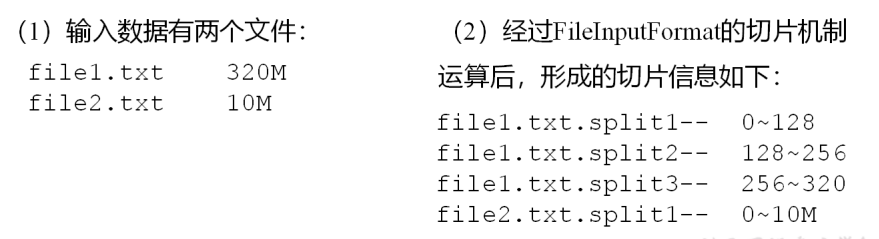 （1）输入数据有两个文件：
file1.txt 320M
file2.txt 10M
（2）经过FileInputFormat的切片机制
运算后，形成的切片信息如下：
file1.txt.split1-- 0~128
file1.txt.split2-- 128~256
file1.txt.split3-- 256~320
file2.txt.split1-- 0~10M